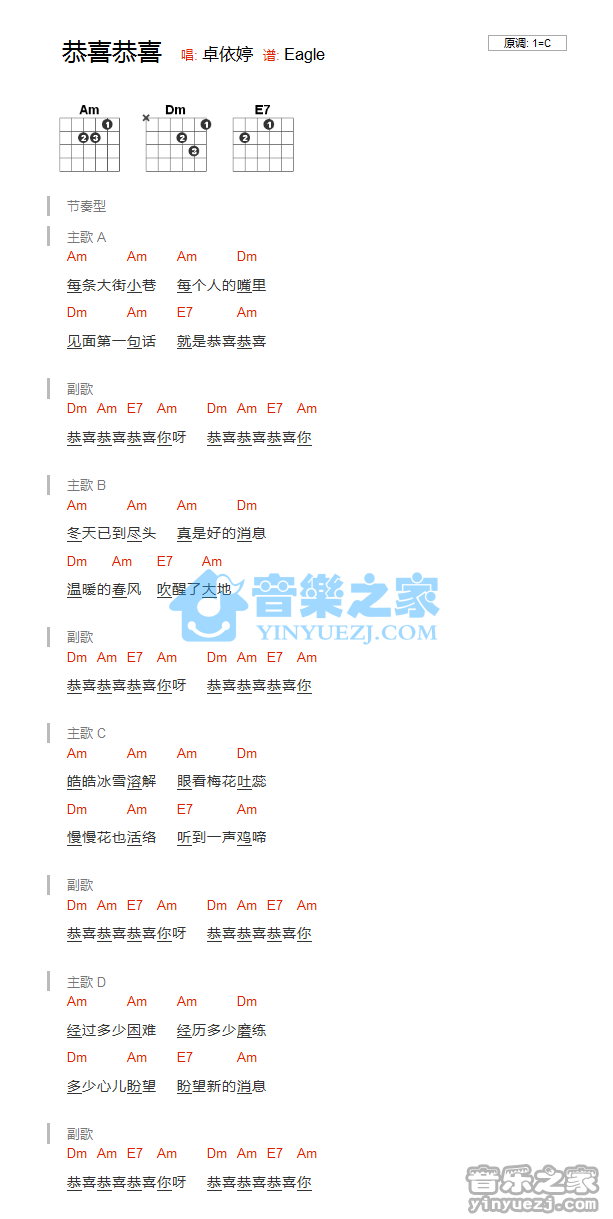 恭喜恭喜 唱: 卓依婷 谱: Eagle
原调: 1=C
Am Dm E7
1 × 1 1
2 3 2 2
3
节奏型
主歌 A
Am Am Am Dm
每条大街小巷 每个人的嘴里
Dm Am E7 Am
见面第一句话 就是恭喜恭喜
副歌
Dm Am E7 Am Dm Am E7 Am
恭喜恭喜恭喜你呀 恭喜恭喜恭喜你
主歌 B
Am Am Am Dm
冬天已到尽头 真是好的消息
Dm Am E7 Am
温暖的春风 吹醒了大地
音樂之家
YINYUEZJ.COM
副歌
Dm Am E7 Am Dm Am E7 Am
恭喜恭喜恭喜你呀 恭喜恭喜恭喜你
主歌 C
Am Am Am Dm
皓皓冰雪溶解 眼看梅花吐蕊
Dm Am E7 Am
慢慢花也活络 听到一声鸡啼
副歌
Dm Am E7 Am Dm Am E7 Am
恭喜恭喜恭喜你呀 恭喜恭喜恭喜你
主歌 D
Am Am Am Dm
经过多少困难 经历多少磨练
Dm Am E7 Am
多少心儿盼望 盼望新的消息
副歌
Dm Am E7 Am Dm Am E7 Am
恭喜恭喜恭喜你呀 恭喜恭喜恭喜你
音乐之家
yinyuezj.com